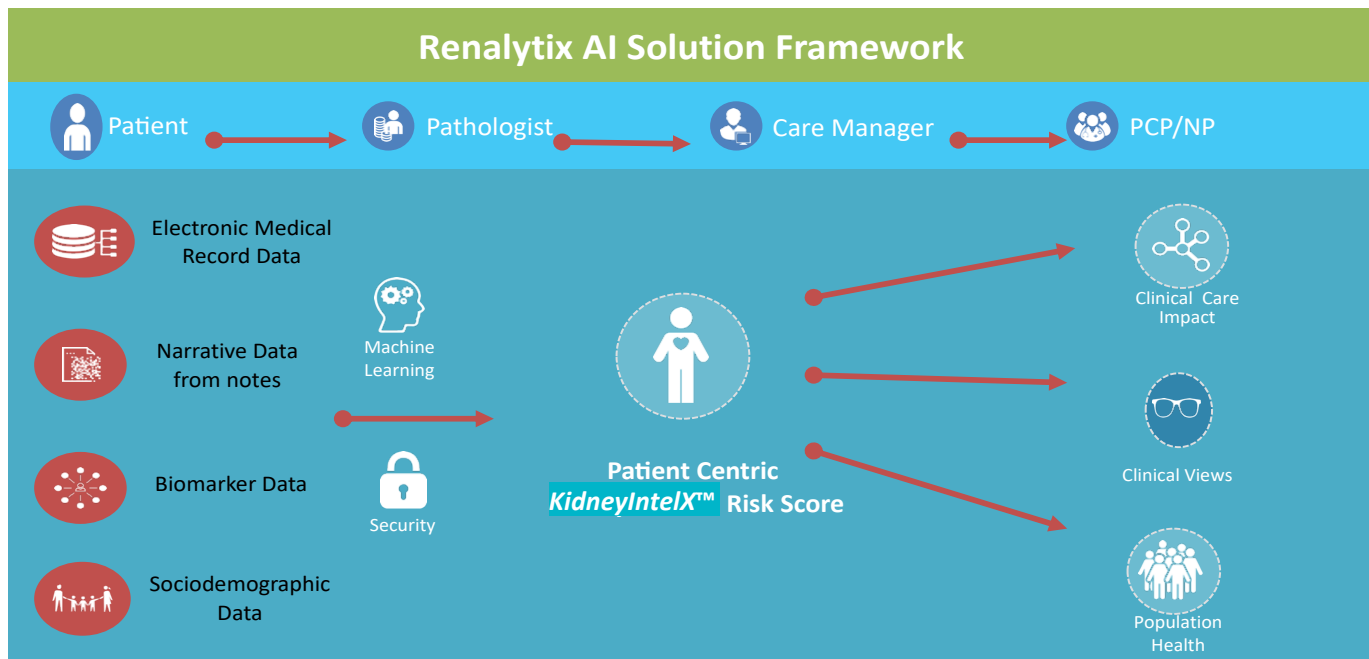 Renalytix AI Solution Framework
Patient
Pathologist
Care Manager
PCP/NP
Electronic Medical
Record Data
Narrative Data
from notes
Biomarker Data
Sociodemographic
Data
Machine
Learning
Security
Patient Centric
KidneyIntelX™ Risk Score
Clinical Care
Impact
Clinical Views
Population
Health